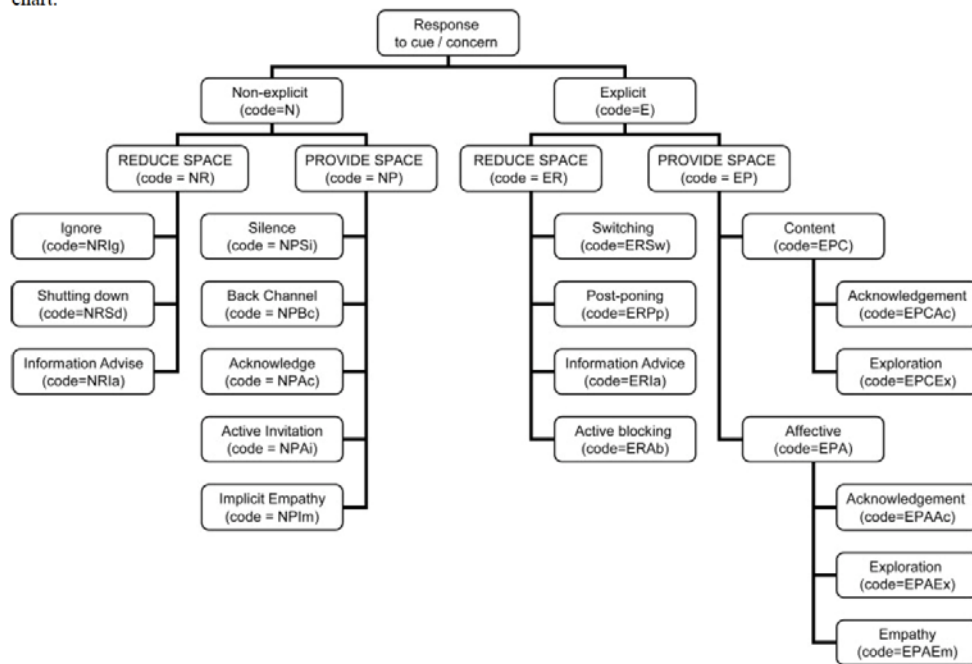 chart.
Response
to cue / concern
Non-explicit
(code=N)
Explicit
(code=E)
REDUCE SPACE
(code = NR)
PROVIDE SPACE
(code = NP)
REDUCE SPACE
(code = ER)
PROVIDE SPACE
(code = EP)
Ignore
(code=NRIg)
Silence
(code = NPSi)
Switching
(code=ERSw)
Content
(code=EPC)
Shutting down
(code=NRSd)
Back Channel
(code = NPBc)
Post-poning
(code=ERPp)
Acknowledgement
(code=EPCAc)
Information Advise
(code=NRIa)
Acknowledge
(code = NPAc)
Information Advice
(code=ERIa)
Exploration
(code=EPCEx)
Active Invitation
(code = NPAi)
Active blocking
(code=ERAb)
Affective
(code=EPA)
Implicit Empathy
(code = NPIm)
Acknowledgement
(code=EPAAc)
Exploration
(code=EPAEx)
Empathy
(code=EPAEm)